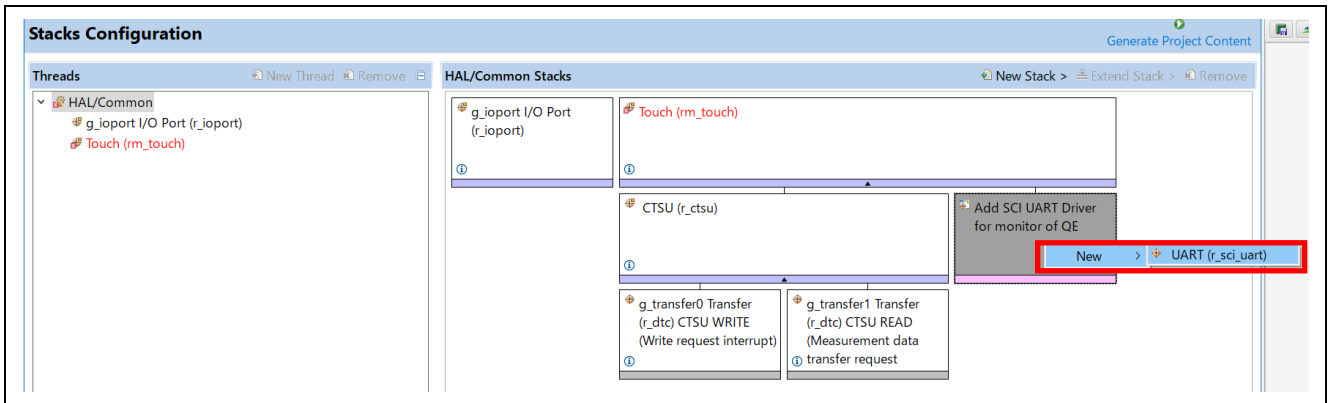 Stacks Configuration
Generate Project Content
Threads
New Thread
Remove
HAL/Common Stacks
New Stack >
Extend Stack >
Remove
HAL/Common
g_ioport I/O Port (r_ioport)
Touch (rm_touch)
g_ioport I/O Port
(r_ioport)
Touch (rm_touch)
CTSU (r_ctsu)
Add SCI UART Driver
for monitor of QE
New > UART (r_sci_uart)
g_transfer0 Transfer
(r_dtc) CTSU WRITE
(Write request interrupt)
g_transfer1 Transfer
(r_dtc) CTSU READ
(Measurement data
transfer request